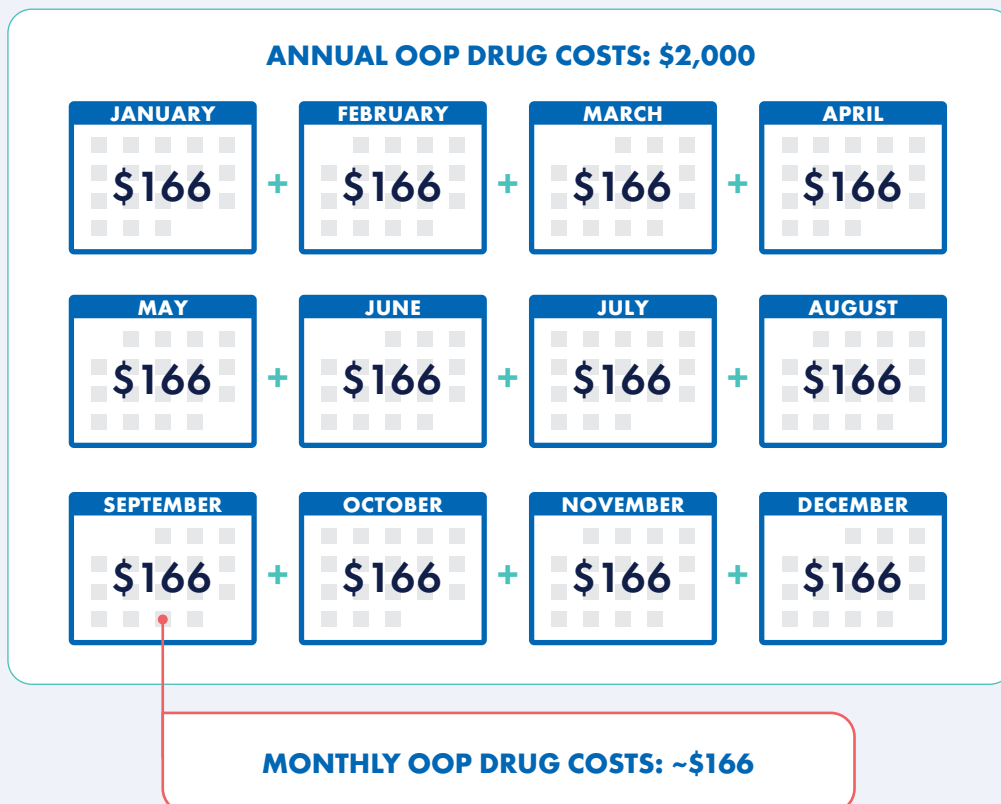 ANNUAL OOP DRUG COSTS: $2,000
JANUARY FEBRUARY MARCH APRIL
$166 + $166 + $166 + $166
MAY JUNE JULY AUGUST
$166 + $166 + $166 + $166
SEPTEMBER OCTOBER NOVEMBER DECEMBER
$166 + $166 + $166 + $166
MONTHLY OOP DRUG COSTS: ~$166